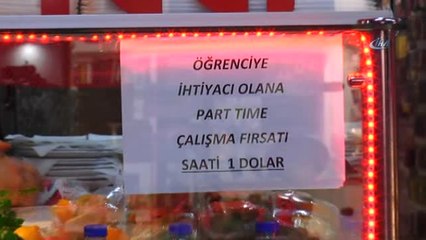 ÖĞRENCİYE
İHTİYACI OLANA
PART TIME
ÇALIŞMA FIRSATI
SAATİ 1 DOLAR